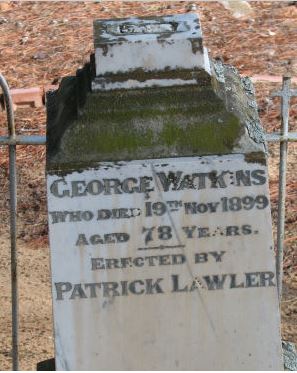 GEORGE WATKINS
WHO DIED 19TH NOV 1899
AGED 78 YEARS.
ERECTED BY
PATRICK LAWLER